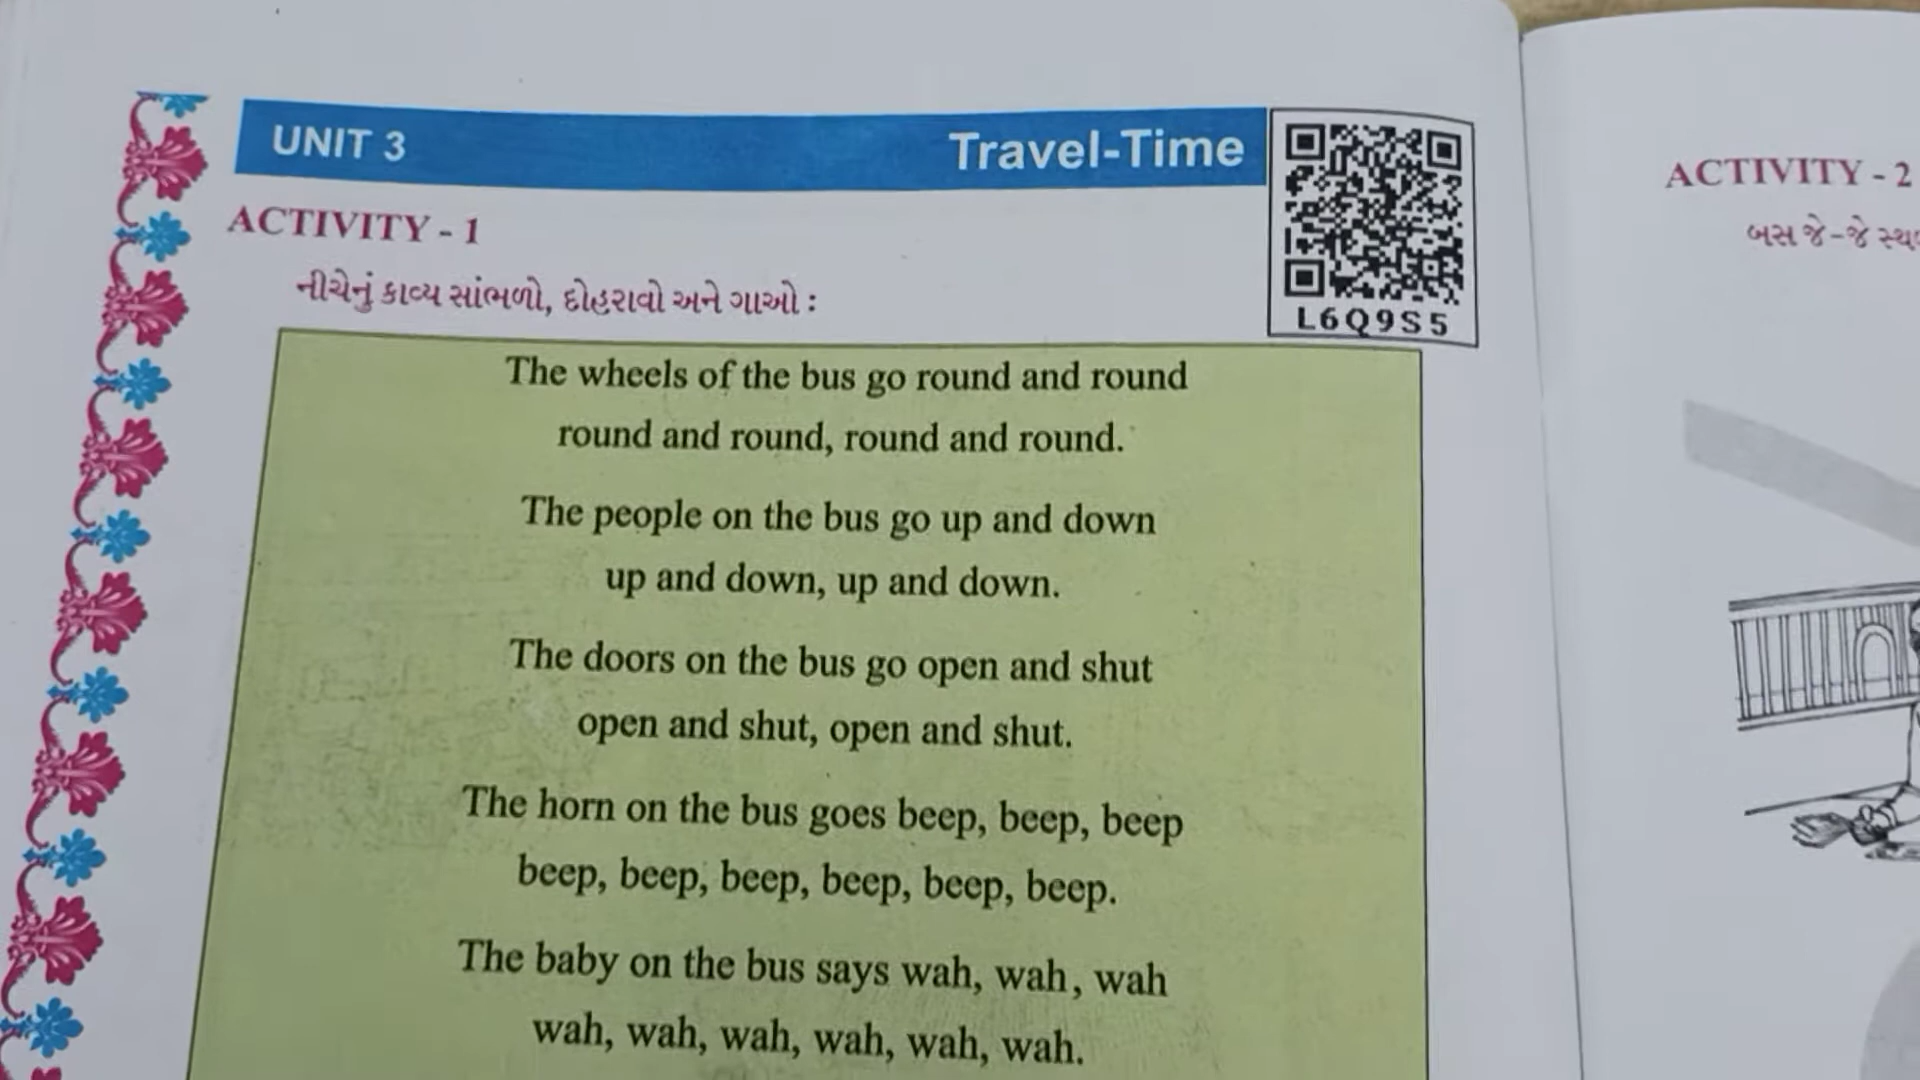 UNIT 3
Travel-Time
L6Q9S5
ACTIVITY - 1
નીચેનું કાવ્ય સાંભળો, દોહરાવો અને ગાઓ :
The wheels of the bus go round and round
round and round, round and round.
The people on the bus go up and down
up and down, up and down.
The doors on the bus go open and shut
open and shut, open and shut.
The horn on the bus goes beep, beep, beep
beep, beep, beep, beep, beep, beep.
The baby on the bus says wah, wah, wah
wah, wah, wah, wah, wah, wah.
ACTIVITY - 2
બસ જે-જે